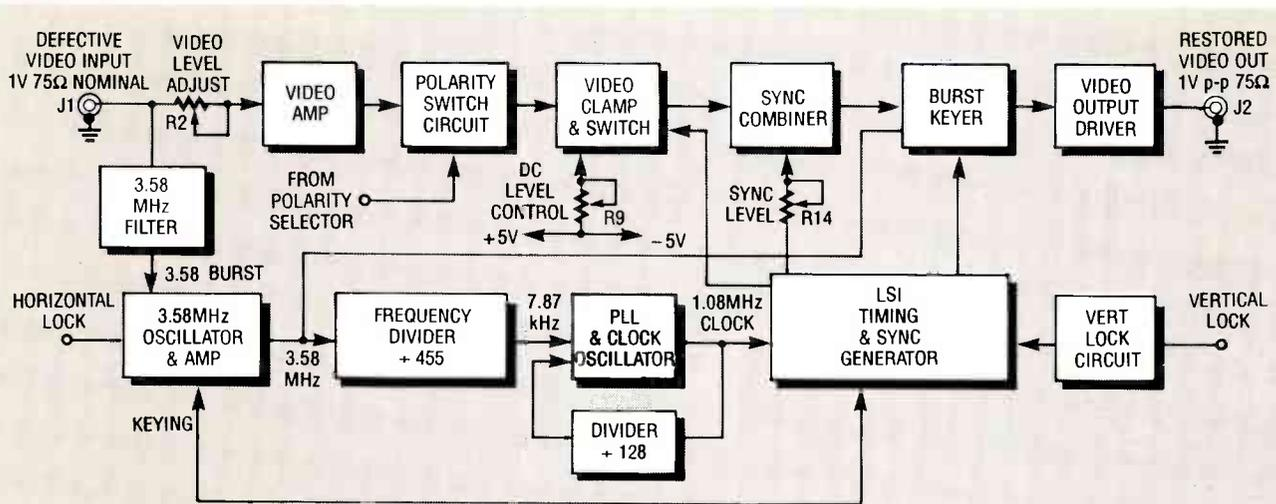 DEFECTIVE
VIDEO INPUT
1V 75Ω NOMINAL
J1
VIDEO
LEVEL
ADJUST
R2
VIDEO
AMP
POLARITY
SWITCH
CIRCUIT
VIDEO
CLAMP
& SWITCH
SYNC
COMBINER
BURST
KEYER
VIDEO
OUTPUT
DRIVER
RESTORED
VIDEO OUT
1V p-p 75Ω
J2
3.58
MHz
FILTER
FROM
POLARITY
SELECTOR
DC
LEVEL
CONTROL
R9
+5V
-5V
SYNC
LEVEL
R14
3.58 BURST
HORIZONTAL
LOCK
3.58MHz
OSCILLATOR
& AMP
3.58
MHz
FREQUENCY
DIVIDER
÷ 455
7.87
kHz
PLL
& CLOCK
OSCILLATOR
1.08MHz
CLOCK
LSI
TIMING
& SYNC
GENERATOR
VERT
LOCK
CIRCUIT
VERTICAL
LOCK
KEYING
DIVIDER
÷ 128